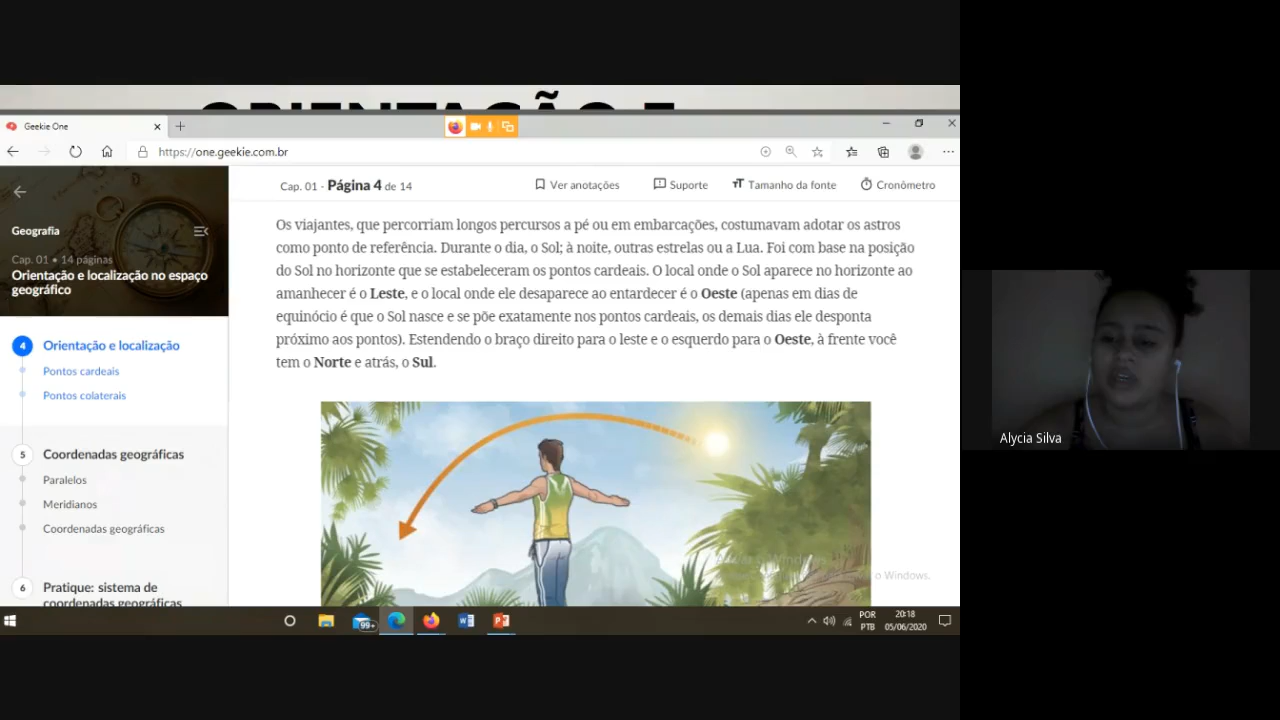 ORIENTAÇÃO E
Geekie One
https://one.geekie.com.br
Cap. 01 - Página 4 de 14
Ver anotações
Suporte
Tamanho da fonte
Cronômetro
Geografia
Cap. 01 • 14 páginas
Orientação e localização no espaço
geográfico
4 Orientação e localização
Pontos cardeais
Pontos colaterais
5 Coordenadas geográficas
Paralelos
Meridianos
Coordenadas geográficas
6 Pratique: sistema de
coordenadas geográficas
Os viajantes, que percorriam longos percursos a pé ou em embarcações, costumavam adotar os astros
como ponto de referência. Durante o dia, o Sol; à noite, outras estrelas ou a Lua. Foi com base na posição
do Sol no horizonte que se estabeleceram os pontos cardeais. O local onde o Sol aparece no horizonte ao
amanhecer é o Leste, e o local onde ele desaparece ao entardecer é o Oeste (apenas em dias de
equinócio é que o Sol nasce e se põe exatamente nos pontos cardeais, os demais dias ele desponta
próximo aos pontos). Estendendo o braço direito para o leste e o esquerdo para o Oeste, à frente você
tem o Norte e atrás, o Sul.
o Windows.
99+
POR
PTB
20:18
05/06/2020
Alycia Silva